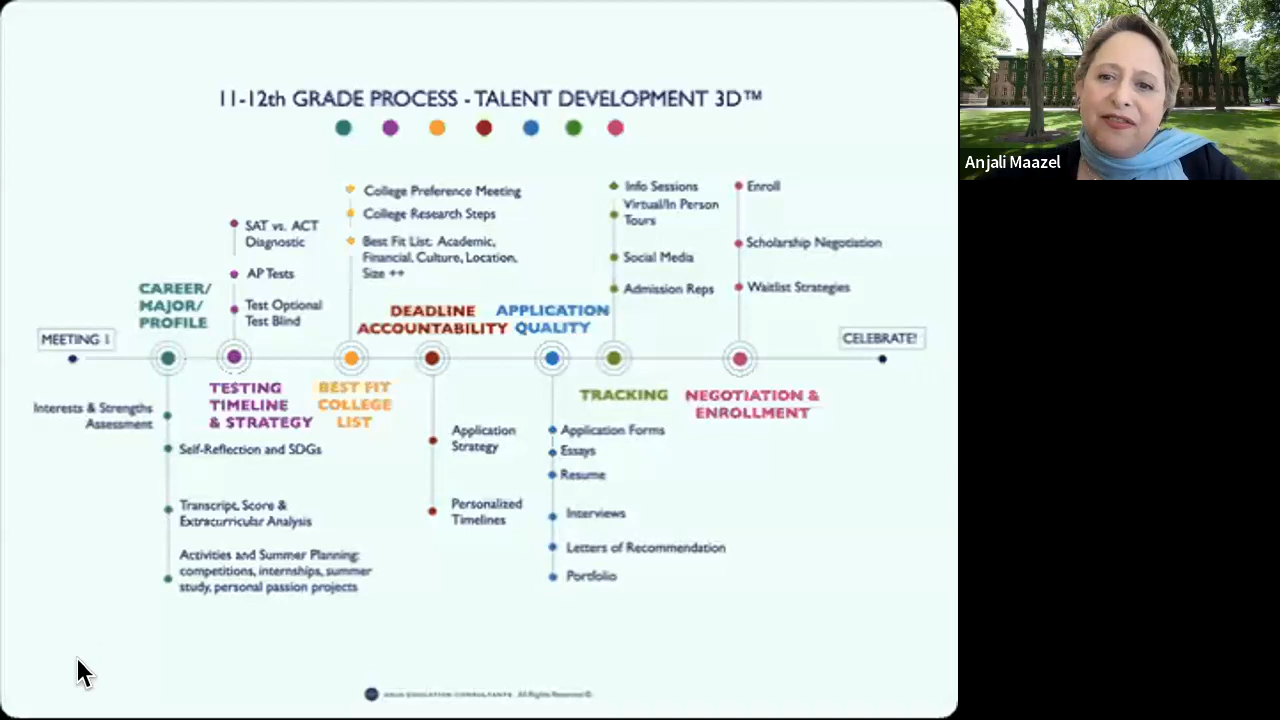 11-12th GRADE PROCESS - TALENT DEVELOPMENT 3D™
Anjali Maazel
MEETING 1
CAREER/
MAJOR/
PROFILE
Interests & Strengths
Assessment
Self-Reflection and SDGs
Transcript, Score &
Extracurricular Analysis
Activities and Summer Planning:
competitions, internships, summer
study, personal passion projects
SAT vs. ACT
Diagnostic
AP Tests
Test Optional
Test Blind
TESTING
TIMELINE
& STRATEGY
College Preference Meeting
College Research Steps
Best Fit List: Academic,
Financial, Culture, Location,
Size ++
BEST FIT
COLLEGE
LIST
DEADLINE
ACCOUNTABILITY
Application
Strategy
Personalized
Timelines
APPLICATION
QUALITY
Application Forms
Essays
Resume
Interviews
Letters of Recommendation
Portfolio
Info Sessions
Virtual/In Person
Tours
Social Media
Admission Reps
TRACKING
Enroll
Scholarship Negotiation
Waitlist Strategies
NEGOTIATION &
ENROLLMENT
CELEBRATE!
EDUCATION CONSULTANTS. All Rights Reserved ©